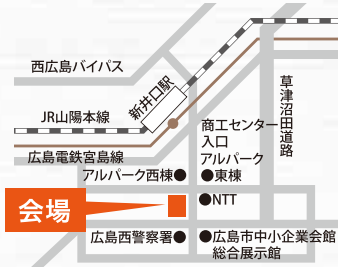 西広島バイパス
新井口駅
草津沼田道路
JR山陽本線
商工センター
入口
広島電鉄宮島線
アルパーク
アルパーク西棟●
●東棟
会場
●NTT
広島西警察署●
●広島市中小企業会館
総合展示館